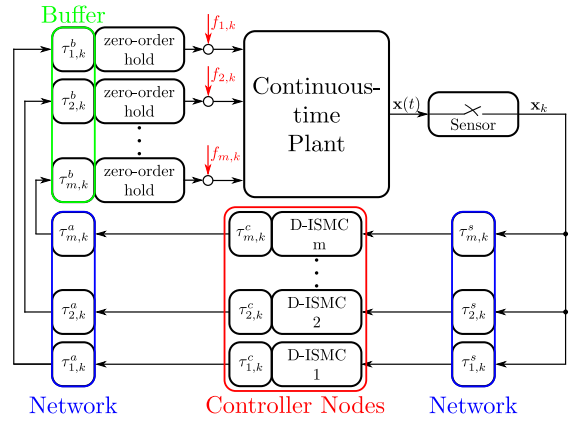 Buffer
τ^b_{1,k}
zero-order
hold
f_{1,k}
τ^b_{2,k}
zero-order
hold
f_{2,k}
τ^b_{m,k}
zero-order
hold
f_{m,k}
Continuous-
time
Plant
x(t)
Sensor
x_k
τ^a_{m,k}
τ^c_{m,k}
D-ISMC
m
τ^s_{m,k}
τ^a_{2,k}
τ^c_{2,k}
D-ISMC
2
τ^s_{2,k}
τ^a_{1,k}
τ^c_{1,k}
D-ISMC
1
τ^s_{1,k}
Network
Controller Nodes
Network